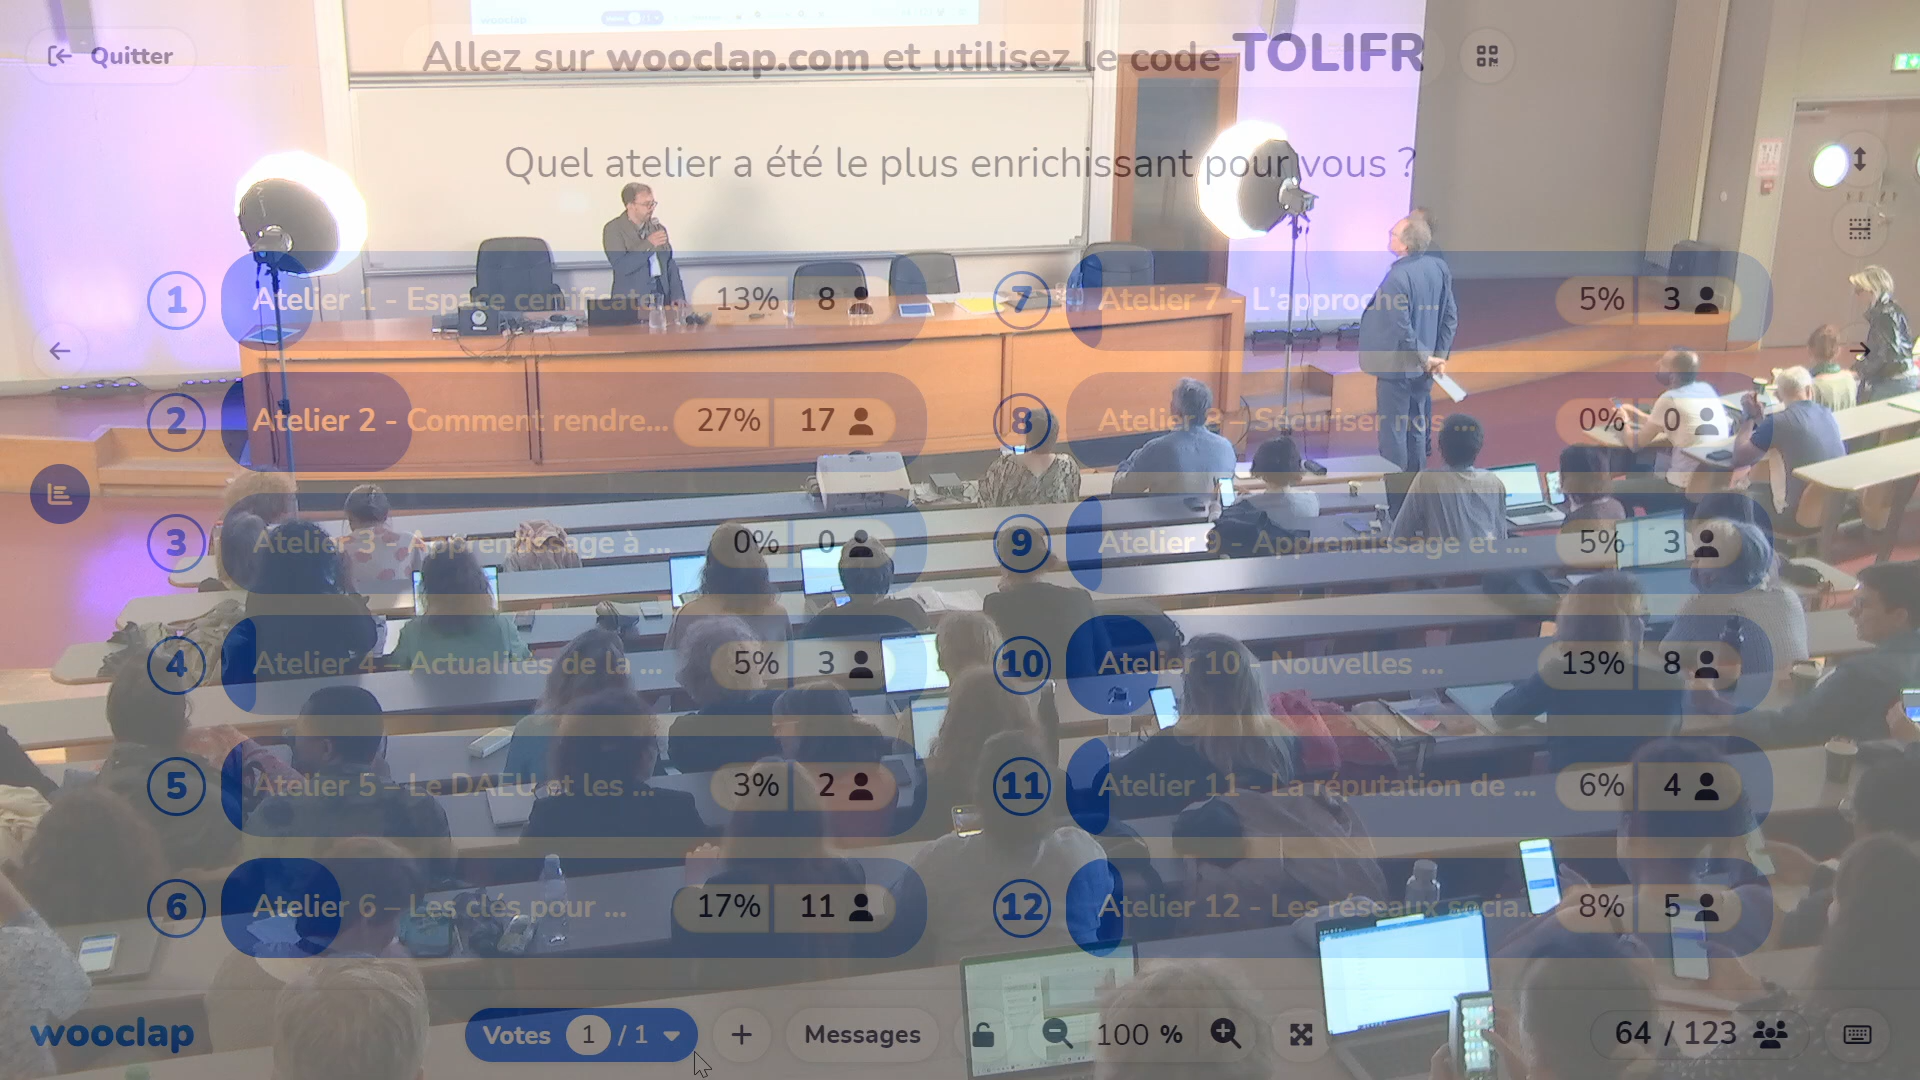 Quitter
Allez sur wooclap.com et utilisez le code TOLIFR
Quel atelier a été le plus enrichissant pour vous ?
1 Atelier 1 - Espace certificate... 13% 8
2 Atelier 2 - Comment rendre... 27% 17
3 Atelier 3 - Apprentissage à ... 0% 0
4 Atelier 4 – Actualités de la ... 5% 3
5 Atelier 5 – Le DAEU et les ... 3% 2
6 Atelier 6 – Les clés pour ... 17% 11
7 Atelier 7 - L'approche ... 5% 3
8 Atelier 8 – Sécuriser nos ... 0% 0
9 Atelier 9 - Apprentissage et ... 5% 3
10 Atelier 10 - Nouvelles ... 13% 8
11 Atelier 11 - La réputation de ... 6% 4
12 Atelier 12 - Les réseaux socia... 8% 5
wooclap
Votes 1 / 1
+
Messages
100 %
64 / 123